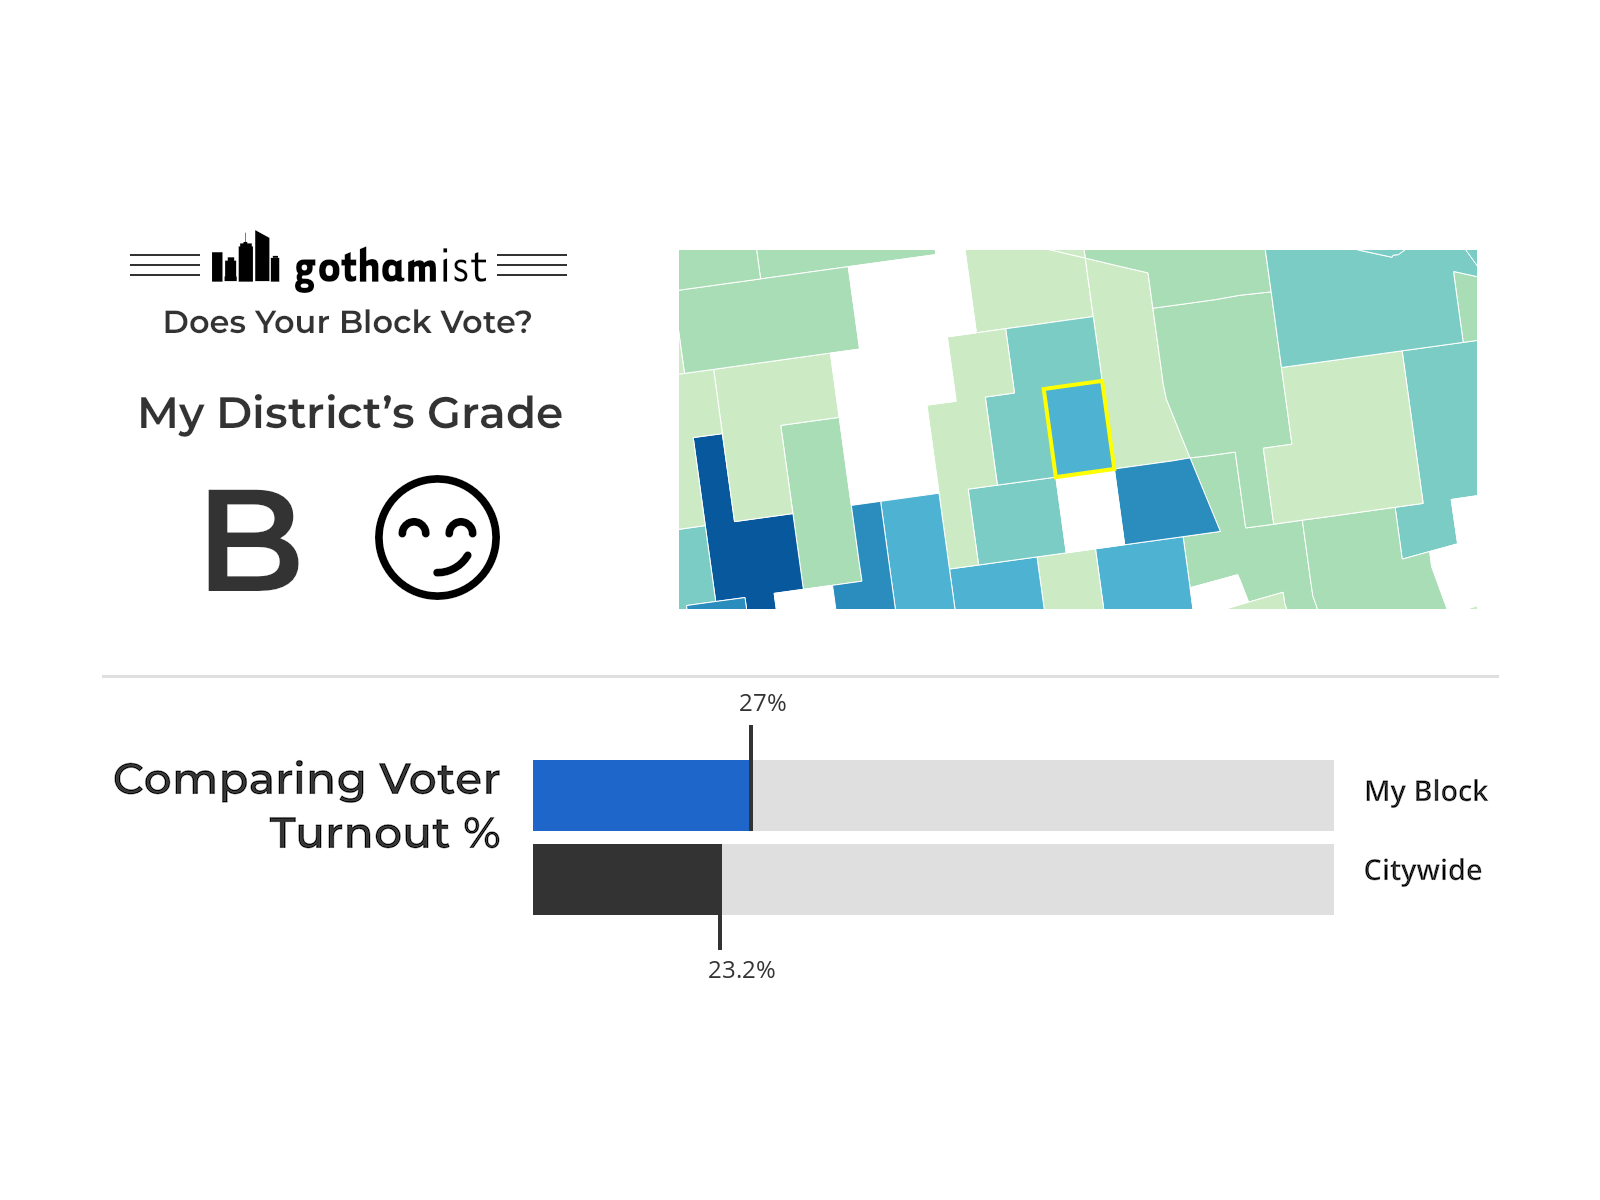 gothamist
Does Your Block Vote?
My District’s Grade
B
27%
Comparing Voter
Turnout %
My Block
Citywide
23.2%